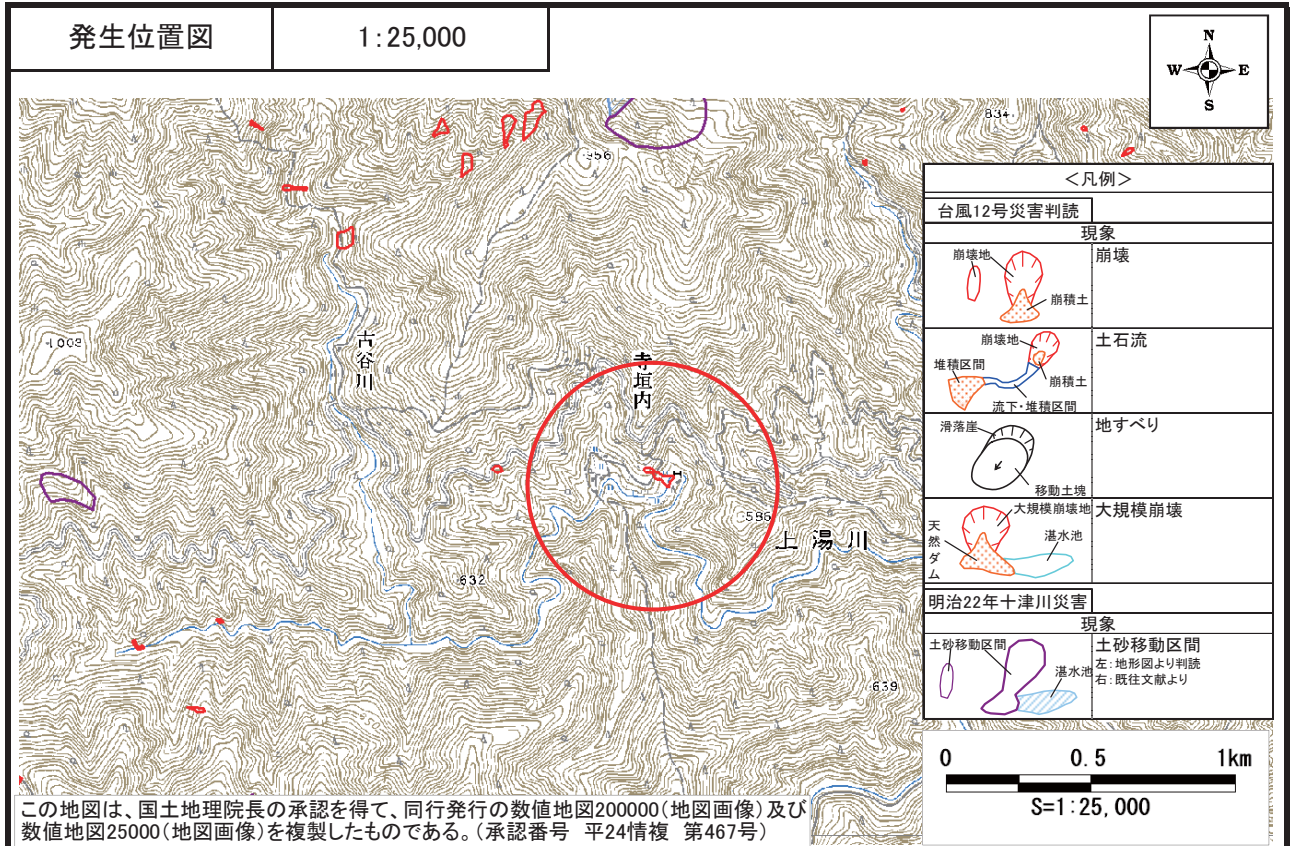 発生位置図
1:25,000
N
W
E
S
834
956
1003
古谷川
寺垣内
586
上湯川
632
639
<凡例>
台風12号災害判読
現象
崩壊地
崩積土
崩壊
崩壊地
堆積区間
崩積土
流下・堆積区間
土石流
滑落崖
移動土塊
地すべり
大規模崩壊地
天然ダム
湛水池
大規模崩壊
明治22年十津川災害
現象
土砂移動区間
湛水池
土砂移動区間
左:地形図より判読
右:既往文献より
0 0.5 1km
S=1:25,000
この地図は、国土地理院長の承認を得て、同行発行の数値地図200000(地図画像)及び
数値地図25000(地図画像)を複製したものである。(承認番号 平24情複 第467号)